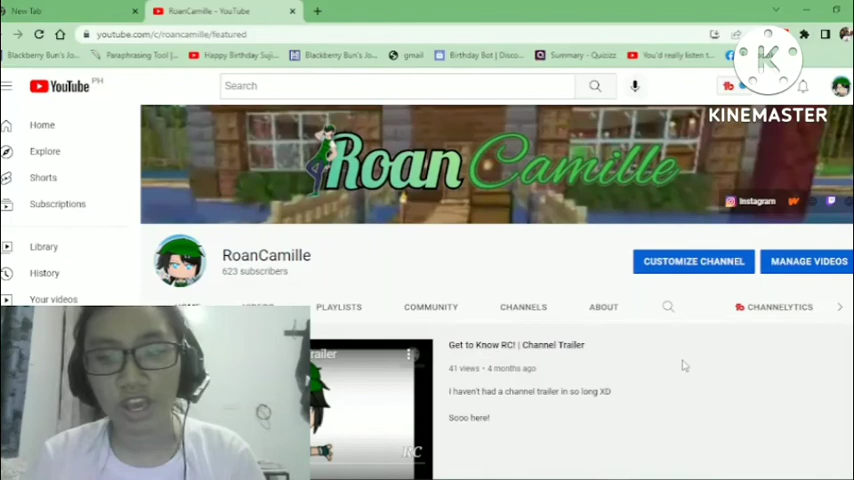 New Tab
RoanCamille - YouTube
youtube.com/c/roancamille/featured
Blackberry Bun's Jo...
Paraphrasing Tool |...
Happy Birthday Suji...
Blackberry Bun's Jo...
gmail
Birthday Bot | Disco...
Summary - Quizizz
You'd really listen t...
K
KINEMASTER
YouTube PH
Search
Home
Explore
Shorts
Subscriptions
Library
History
Your videos
Roan Camille
Instagram
RoanCamille
623 subscribers
CUSTOMIZE CHANNEL
MANAGE VIDEOS
PLAYLISTS
COMMUNITY
CHANNELS
ABOUT
CHANNELYTICS
railer
RC
Get to Know RC! | Channel Trailer
41 views • 4 months ago
I haven't had a channel trailer in so long XD
Sooo here!